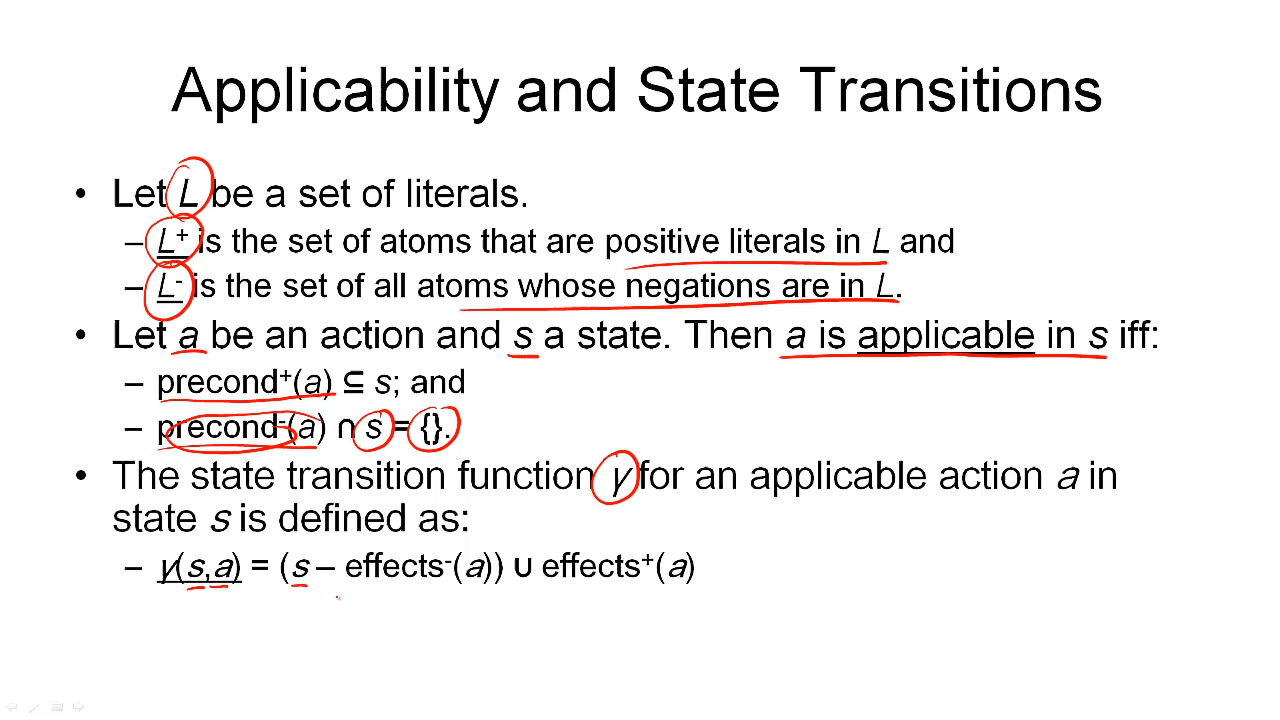 Applicability and State Transitions
• Let L be a set of literals.
– L⁺ is the set of atoms that are positive literals in L and
– L⁻ is the set of all atoms whose negations are in L.
• Let a be an action and s a state. Then a is applicable in s iff:
– precond⁺(a) ⊆ s; and
– precond⁻(a) ∩ s = {}.
• The state transition function γ for an applicable action a in
state s is defined as:
– γ(s,a) = (s – effects⁻(a)) ∪ effects⁺(a)